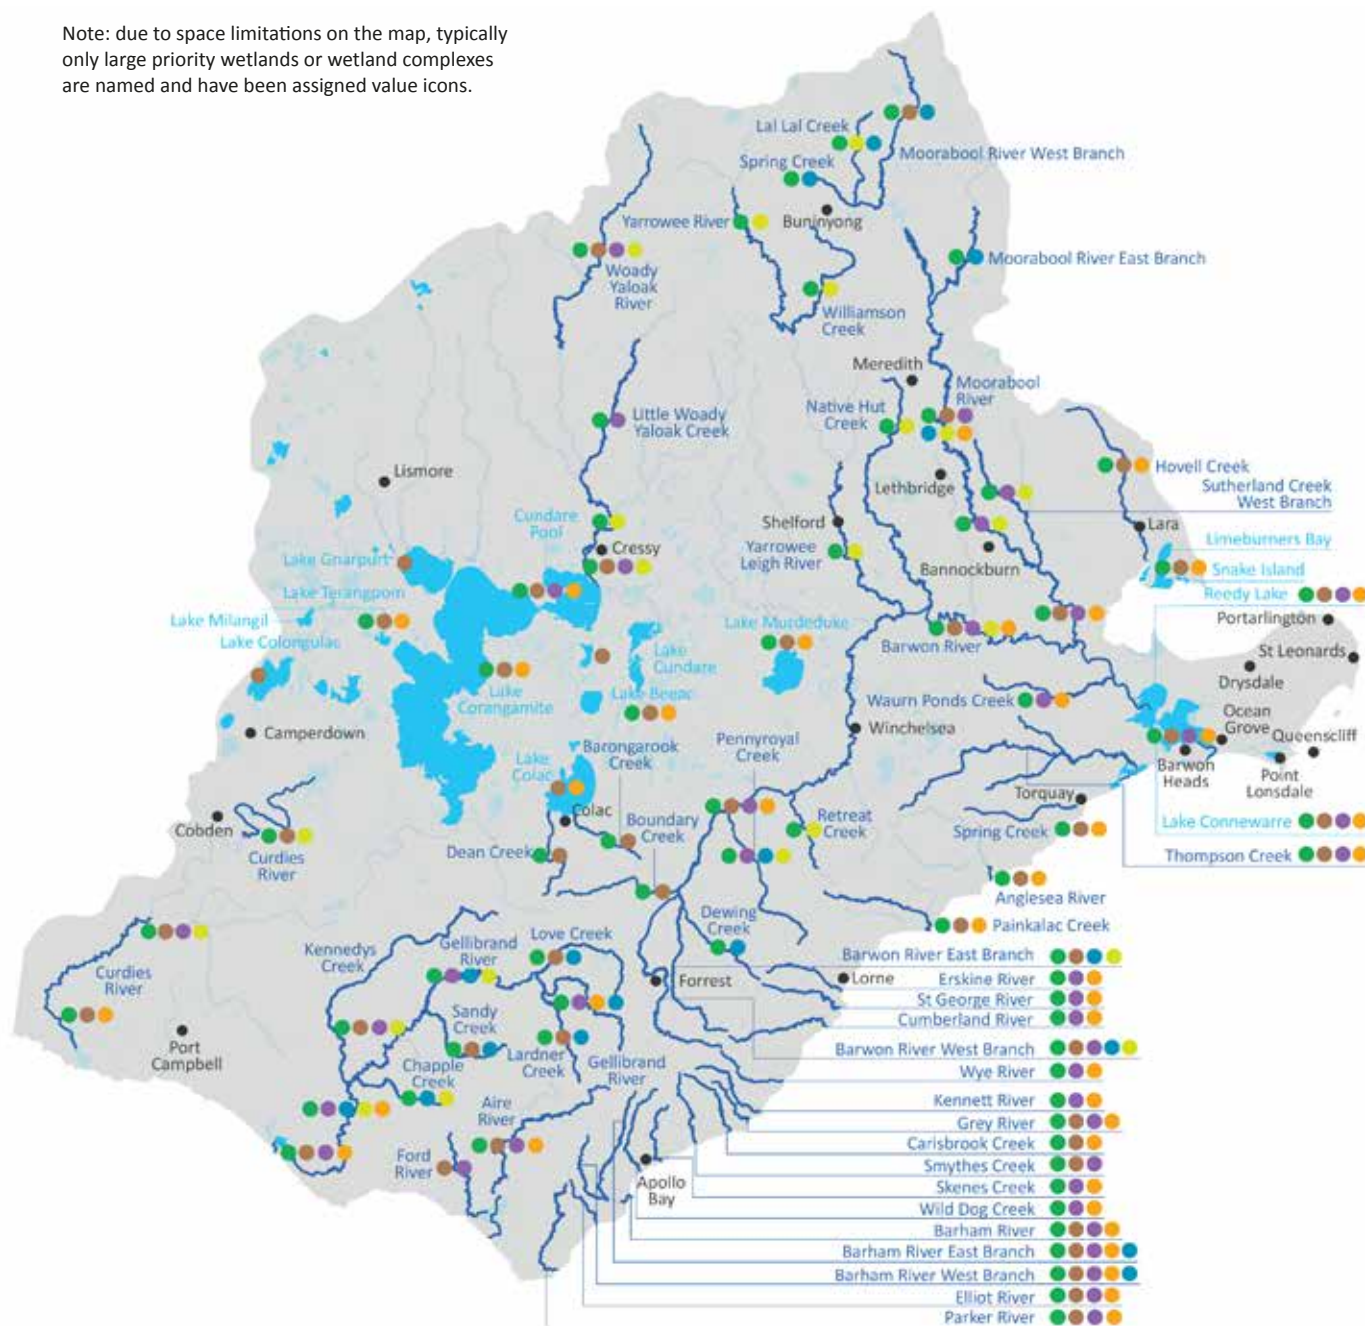 Note: due to space limitations on the map, typically
only large priority wetlands or wetland complexes
are named and have been assigned value icons.
Lal Lal Creek
Moorabool River West Branch
Spring Creek
Yarrowee River
Buninyong
Woady
Yaloak
River
Moorabool River East Branch
Williamson
Creek
Meredith
Moorabool
River
Native Hut
Creek
Little Woady
Yaloak Creek
Lismore
Hovell Creek
Sutherland Creek
West Branch
Lethbridge
Cundare
Pool
Shelford
Lara
Cressy
Yarrowee
Leigh River
Bannockburn
Limeburners Bay
Lake Gnarpurt
Snake Island
Lake Terangpom
Reedy Lake
Lake Milangil
Lake Murdeduke
Portarlington
Lake Colongulac
Barwon River
St Leonards
Lake
Cundare
Drysdale
Lake
Corangamite
Lake Beeac
Waurn Ponds Creek
Ocean
Grove
Camperdown
Winchelsea
Queenscliff
Barongarook
Creek
Pennyroyal
Creek
Lake
Colac
Barwon
Heads
Point
Lonsdale
Torquay
Colac
Cobden
Boundary
Creek
Retreat
Creek
Spring Creek
Lake Connewarre
Curdies
River
Dean Creek
Thompson Creek
Anglesea River
Dewing
Creek
Painkalac Creek
Kennedys
Creek
Gellibrand
River
Love Creek
Curdies
River
Forrest
Lorne
Barwon River East Branch
Erskine River
St George River
Cumberland River
Port
Campbell
Sandy
Creek
Chapple
Creek
Lardner
Creek
Gellibrand
River
Barwon River West Branch
Wye River
Aire
River
Kennett River
Grey River
Carisbrook Creek
Ford
River
Smythes Creek
Apollo
Bay
Skenes Creek
Wild Dog Creek
Barham River
Barham River East Branch
Barham River West Branch
Elliot River
Parker River